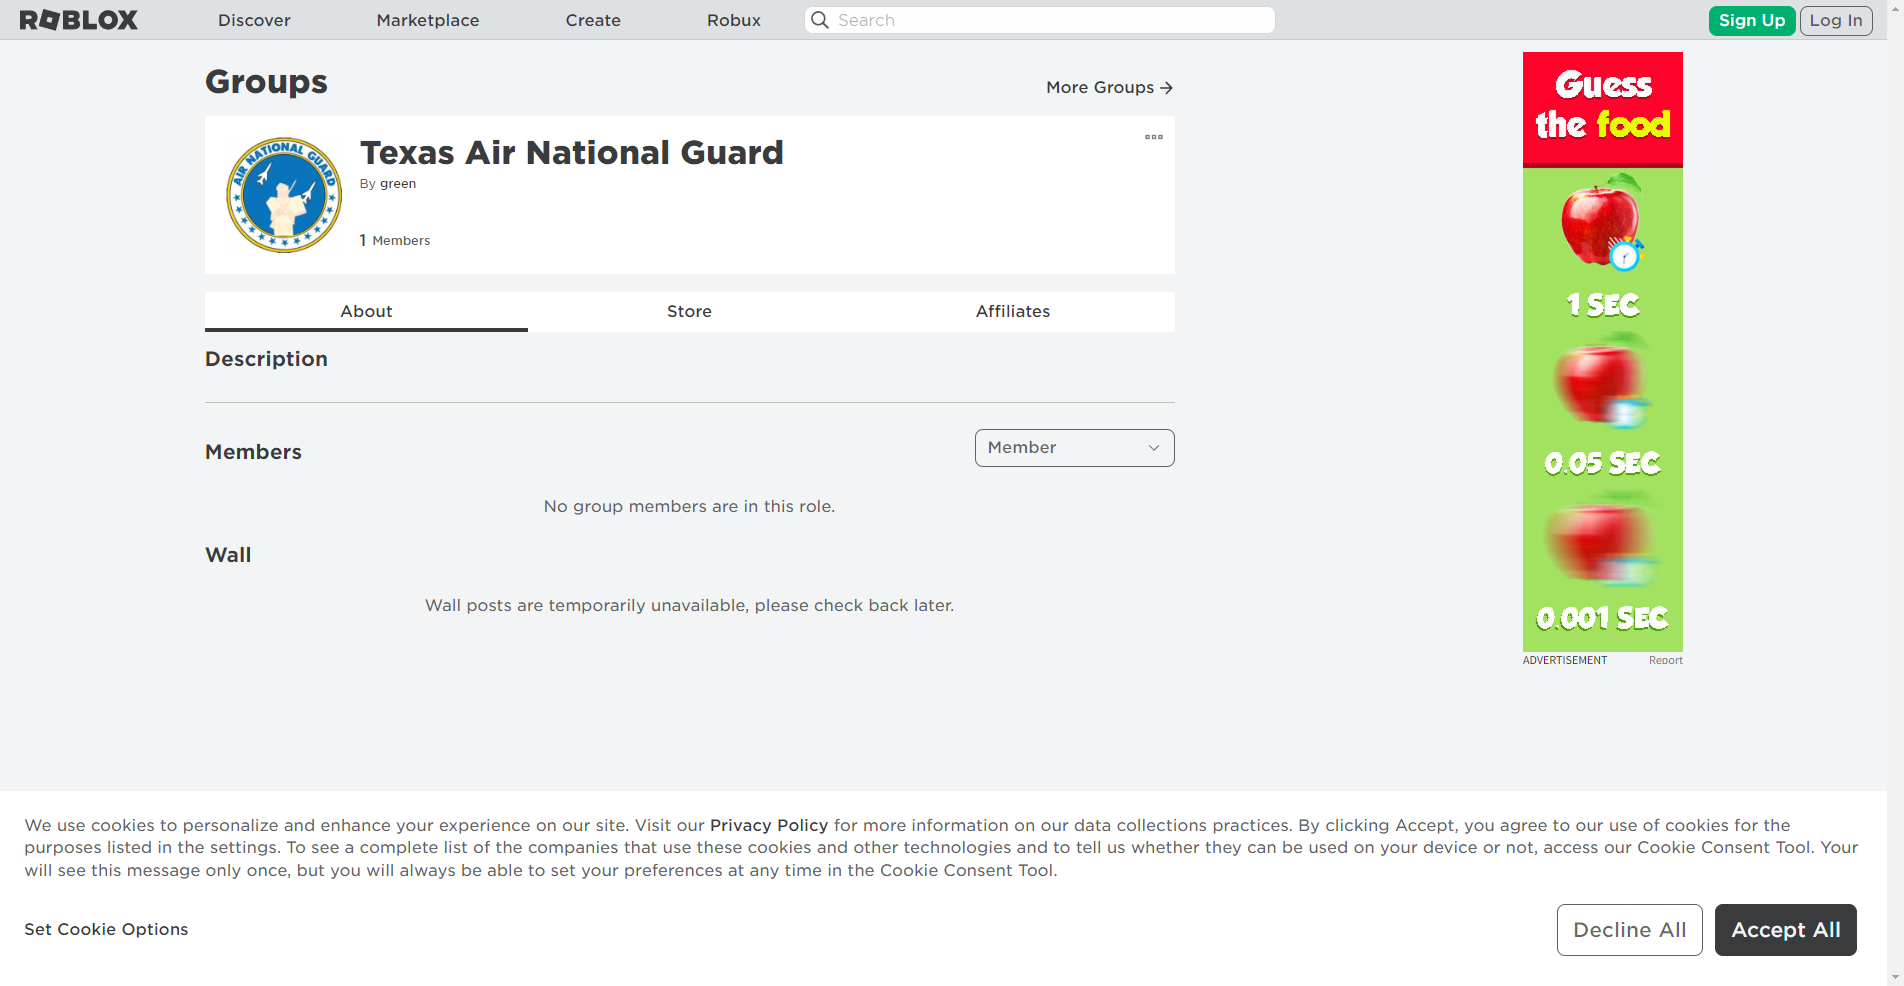 ROBLOX
Discover
Marketplace
Create
Robux
Search
Sign Up
Log In
Groups
More Groups
AIR NATIONAL GUARD
Texas Air National Guard
By green
1 Members
About
Store
Affiliates
Description
Members
Member
No group members are in this role.
Wall
Wall posts are temporarily unavailable, please check back later.
Guess
the food
1 SEC
0.05 SEC
0.001 SEC
ADVERTISEMENT
Report
We use cookies to personalize and enhance your experience on our site. Visit our Privacy Policy for more information on our data collections practices. By clicking Accept, you agree to our use of cookies for the
purposes listed in the settings. To see a complete list of the companies that use these cookies and other technologies and to tell us whether they can be used on your device or not, access our Cookie Consent Tool. Your
will see this message only once, but you will always be able to set your preferences at any time in the Cookie Consent Tool.
Set Cookie Options
Decline All
Accept All